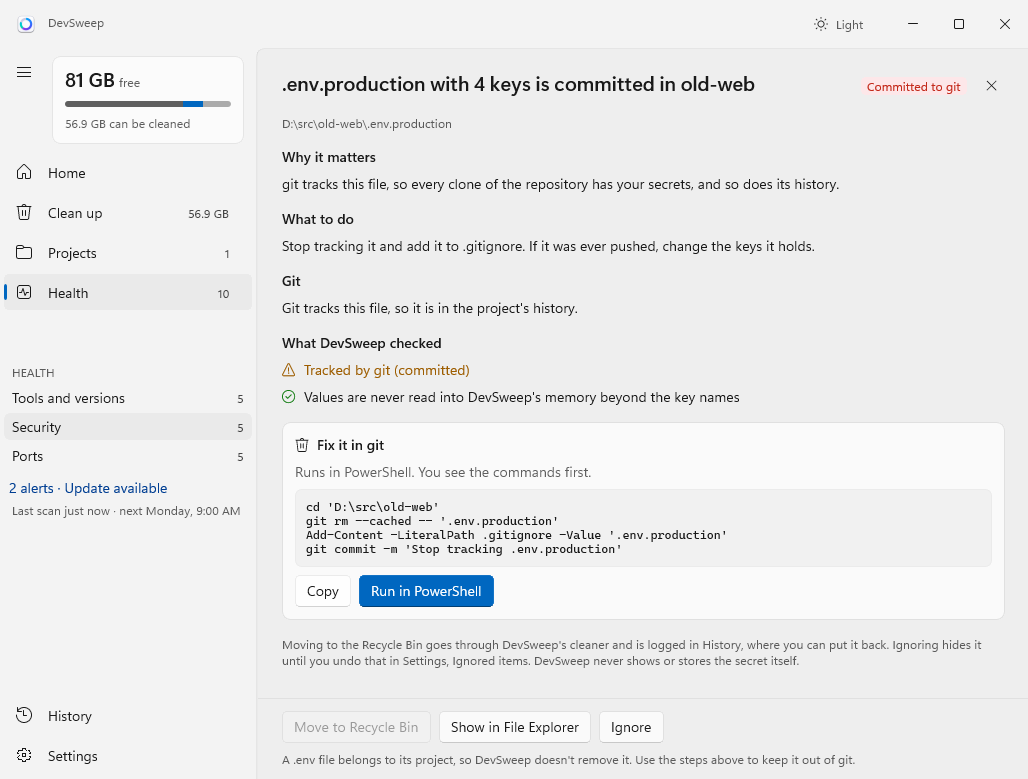 DevSweep
Light
81 GB free
56.9 GB can be cleaned
Home
Clean up 56.9 GB
Projects 1
Health 10
HEALTH
Tools and versions 5
Security 5
Ports 5
2 alerts · Update available
Last scan just now · next Monday, 9:00 AM
History
Settings
.env.production with 4 keys is committed in old-web
Committed to git
D:\src\old-web\.env.production
Why it matters
git tracks this file, so every clone of the repository has your secrets, and so does its history.
What to do
Stop tracking it and add it to .gitignore. If it was ever pushed, change the keys it holds.
Git
Git tracks this file, so it is in the project's history.
What DevSweep checked
Tracked by git (committed)
Values are never read into DevSweep's memory beyond the key names
Fix it in git
Runs in PowerShell. You see the commands first.
cd 'D:\src\old-web'
git rm --cached -- '.env.production'
Add-Content -LiteralPath .gitignore -Value '.env.production'
git commit -m 'Stop tracking .env.production'
Copy
Run in PowerShell
Moving to the Recycle Bin goes through DevSweep's cleaner and is logged in History, where you can put it back. Ignoring hides it
until you undo that in Settings, Ignored items. DevSweep never shows or stores the secret itself.
Move to Recycle Bin
Show in File Explorer
Ignore
A .env file belongs to its project, so DevSweep doesn't remove it. Use the steps above to keep it out of git.